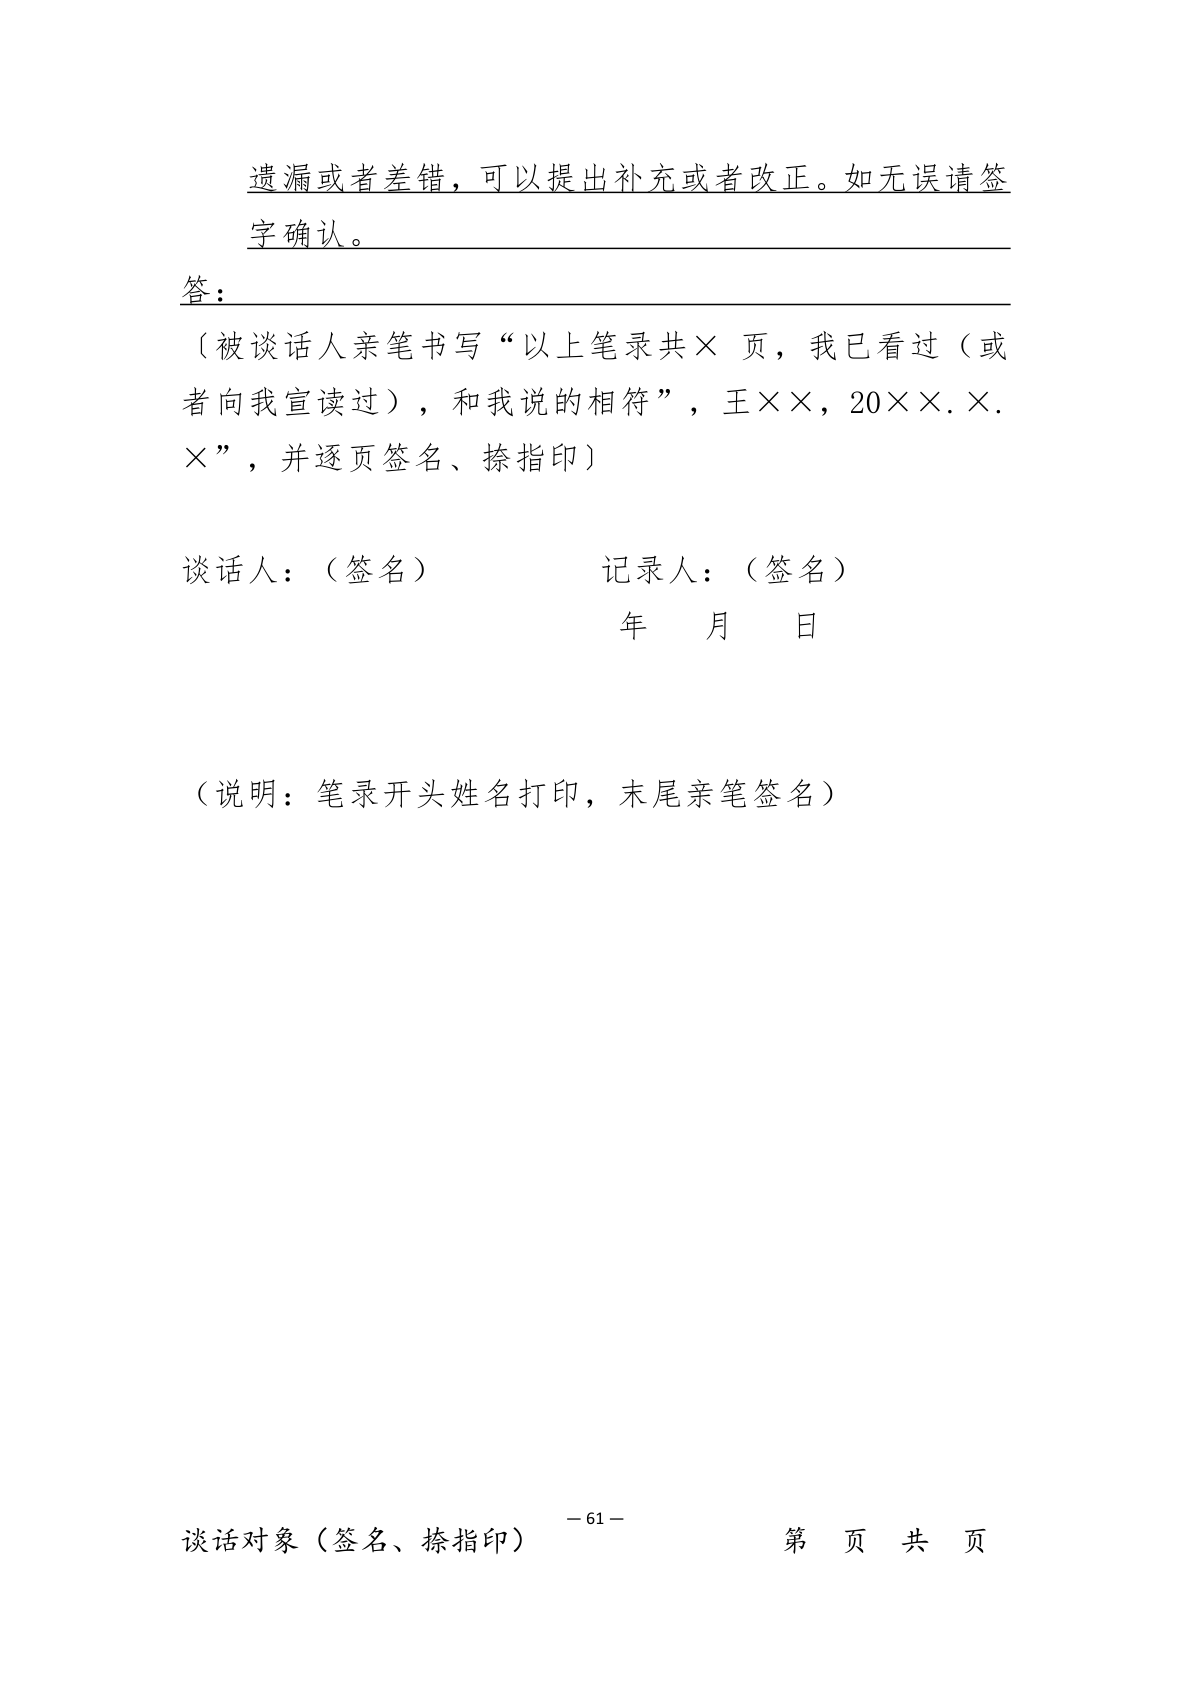 遗漏或者差错，可以提出补充或者改正。如无误请签
字确认。
答：
〔被谈话人亲笔书写“以上笔录共× 页，我已看过（或
者向我宣读过），和我说的相符”，王××，20××.×.
×”，并逐页签名、捺指印〕
谈话人：（签名） 记录人：（签名）
年 月 日
（说明：笔录开头姓名打印，末尾亲笔签名）
— 61 —
谈话对象（签名、捺指印） 第 页 共 页